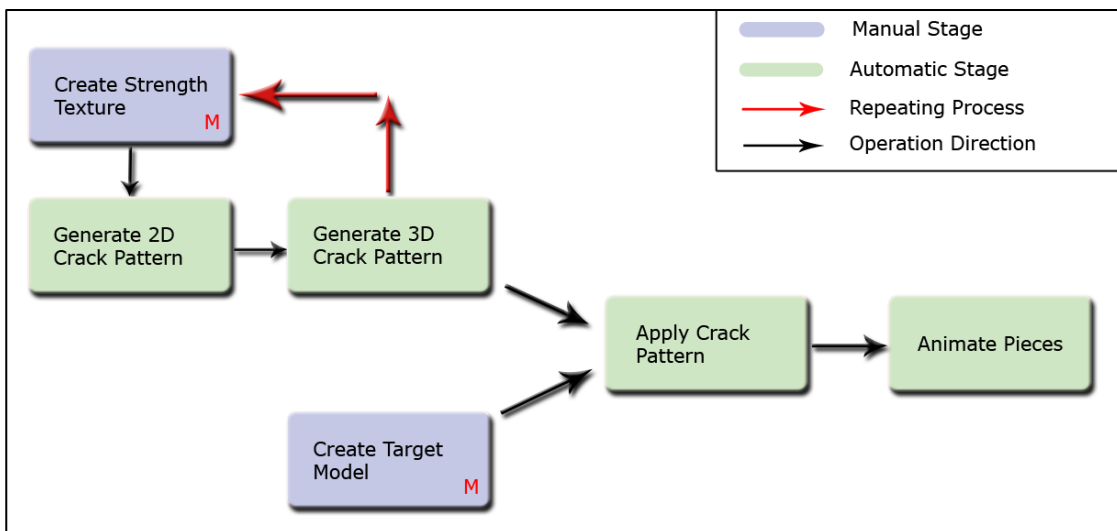 Manual Stage
Automatic Stage
Repeating Process
Operation Direction
Create Strength
Texture
M
Generate 2D
Crack Pattern
Generate 3D
Crack Pattern
Apply Crack
Pattern
Animate Pieces
Create Target
Model
M